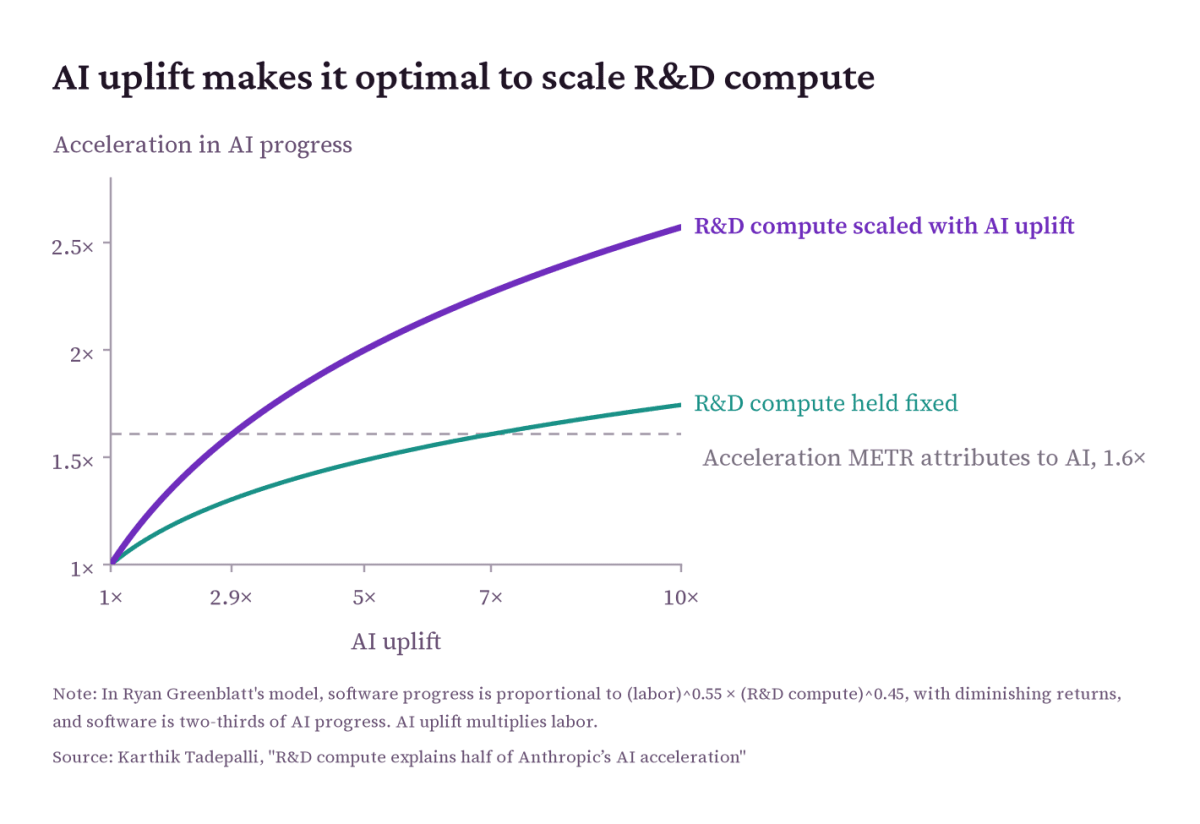 AI uplift makes it optimal to scale R&D compute
Acceleration in AI progress
2.5×
2×
1.5×
1×
R&D compute scaled with AI uplift
R&D compute held fixed
Acceleration METR attributes to AI, 1.6×
1× 2.9× 5× 7× 10×
AI uplift
Note: In Ryan Greenblatt's model, software progress is proportional to (labor)^0.55 × (R&D compute)^0.45, with diminishing returns,
and software is two-thirds of AI progress. AI uplift multiplies labor.
Source: Karthik Tadepalli, "R&D compute explains half of Anthropic’s AI acceleration"